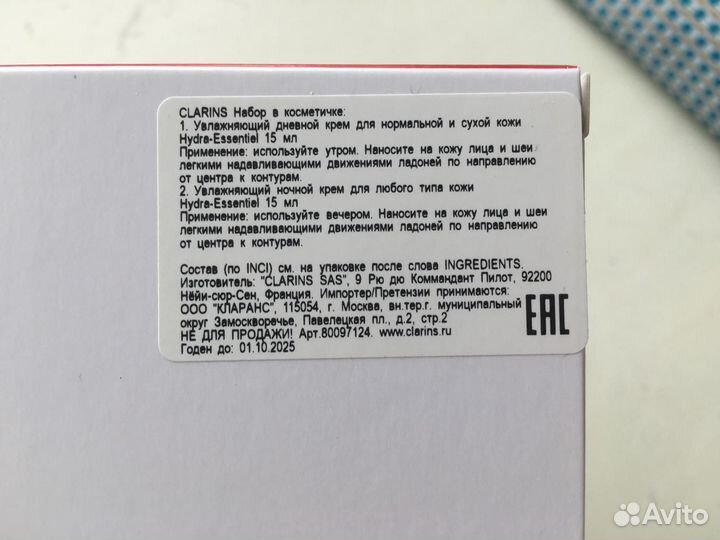 CLARINS Набор в косметичке:
1. Увлажняющий дневной крем для нормальной и сухой кожи
Hydra-Essentiel 15 мл
Применение: используйте утром. Наносите на кожу лица и шеи
легкими надавливающими движениями ладоней по направлению
от центра к контурам.
2. Увлажняющий ночной крем для любого типа кожи
Hydra-Essentiel 15 мл
Применение: используйте вечером. Наносите на кожу лица и шеи
легкими надавливающими движениями ладоней по направлению
от центра к контурам.
Состав (по INCI) см. на упаковке после слова INGREDIENTS.
Изготовитель: "CLARINS SAS", 9 Рю дю Коммандант Пилот, 92200
Нёйи-сюр-Сен, Франция. Импортер/Претензии принимаются:
ООО "КЛАРАНС", 115054, г. Москва, вн.тер.г. муниципальный
округ Замоскворечье, Павелецкая пл., д.2, стр.2
НЕ ДЛЯ ПРОДАЖИ! Арт.80097124. www.clarins.ru
Годен до: 01.10.2025
EAC
Avito